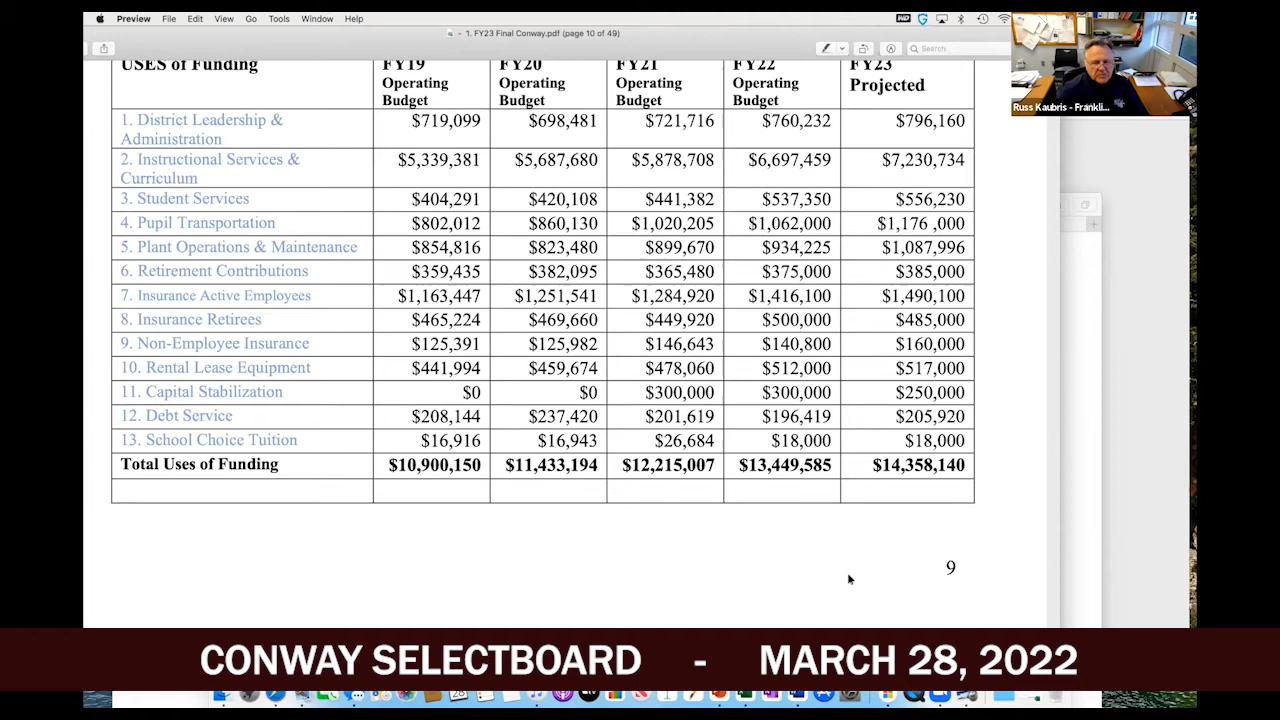 Preview File Edit View Go Tools Window Help
1. FY23 Final Conway.pdf (page 10 of 49)
Search
Russ Kaubris - Frankli...
USES of Funding FY19 FY20 FY21 FY22 FY23
Operating Operating Operating Operating Projected
Budget Budget Budget Budget
1. District Leadership & $719,099 $698,481 $721,716 $760,232 $796,160
Administration
2. Instructional Services & $5,339,381 $5,687,680 $5,878,708 $6,697,459 $7,230,734
Curriculum
3. Student Services $404,291 $420,108 $441,382 $537,350 $556,230
4. Pupil Transportation $802,012 $860,130 $1,020,205 $1,062,000 $1,176 ,000
5. Plant Operations & Maintenance $854,816 $823,480 $899,670 $934,225 $1,087,996
6. Retirement Contributions $359,435 $382,095 $365,480 $375,000 $385,000
7. Insurance Active Employees $1,163,447 $1,251,541 $1,284,920 $1,416,100 $1,490,100
8. Insurance Retirees $465,224 $469,660 $449,920 $500,000 $485,000
9. Non-Employee Insurance $125,391 $125,982 $146,643 $140,800 $160,000
10. Rental Lease Equipment $441,994 $459,674 $478,060 $512,000 $517,000
11. Capital Stabilization $0 $0 $300,000 $300,000 $250,000
12. Debt Service $208,144 $237,420 $201,619 $196,419 $205,920
13. School Choice Tuition $16,916 $16,943 $26,684 $18,000 $18,000
Total Uses of Funding $10,900,150 $11,433,194 $12,215,007 $13,449,585 $14,358,140
9
CONWAY SELECTBOARD - MARCH 28, 2022